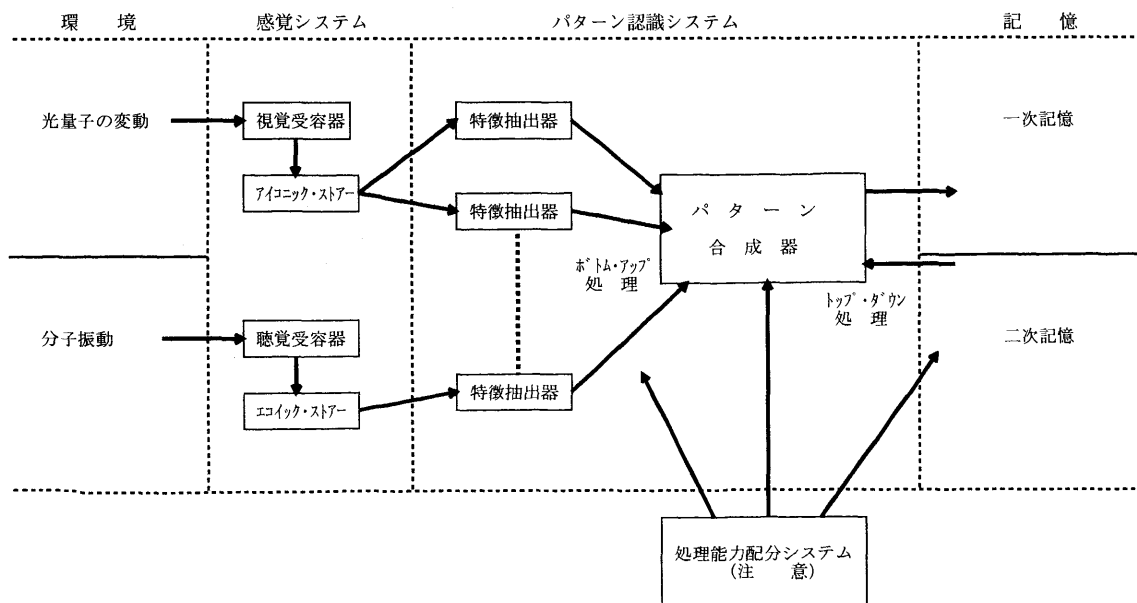 環 境
感覚システム
パターン認識システム
記 憶
光量子の変動
視覚受容器
特徴抽出器
一次記憶
アイコニック・ストアー
特徴抽出器
パ タ ー ン
合 成 器
ボトム・アップ
処 理
トップ・ダウン
処 理
分子振動
聴覚受容器
二次記憶
特徴抽出器
エコイック・ストアー
処理能力配分システム
(注 意)